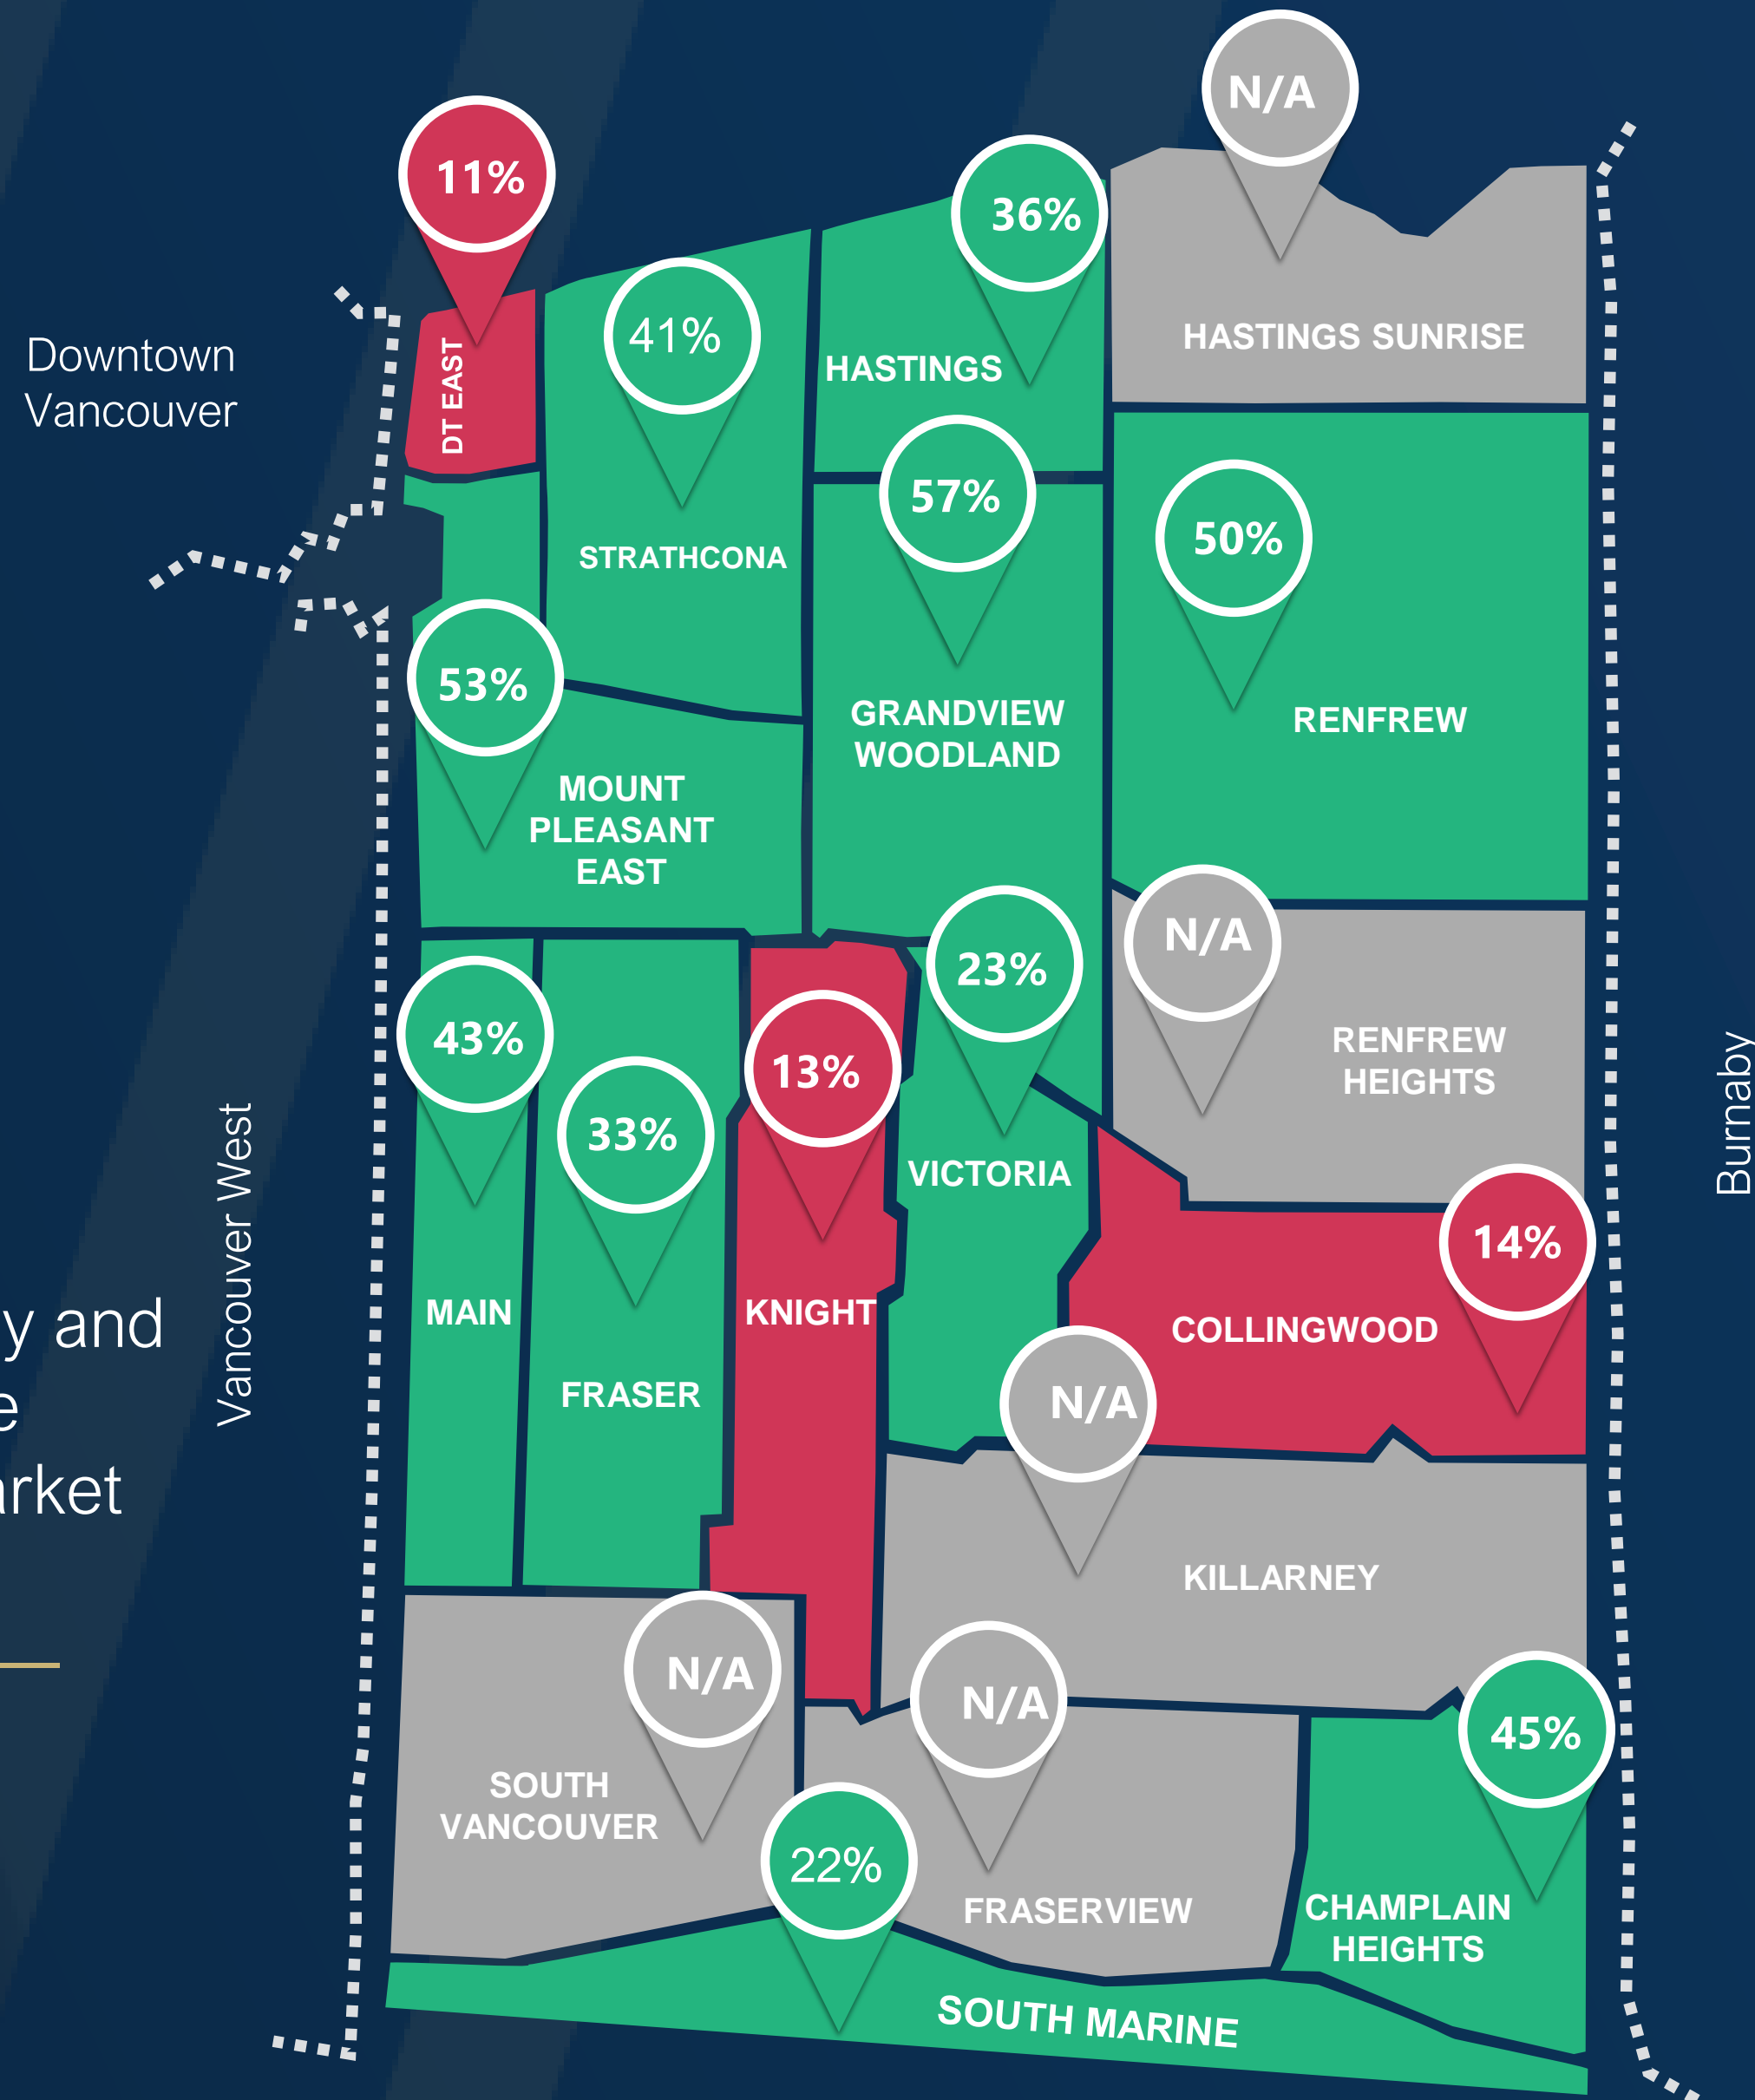 N/A
11%
36%
HASTINGS SUNRISE
41%
DT EAST
Downtown
Vancouver
HASTINGS
57%
50%
STRATHCONA
53%
GRANDVIEW
WOODLAND
RENFREW
MOUNT
PLEASANT
EAST
N/A
23%
43%
RENFREW
HEIGHTS
13%
33%
Burnaby
VICTORIA
Vancouver West
14%
MAIN
KNIGHT
COLLINGWOOD
y and
FRASER
N/A
e
arket
KILLARNEY
N/A
N/A
45%
SOUTH
VANCOUVER
22%
FRASERVIEW
CHAMPLAIN
HEIGHTS
SOUTH MARINE